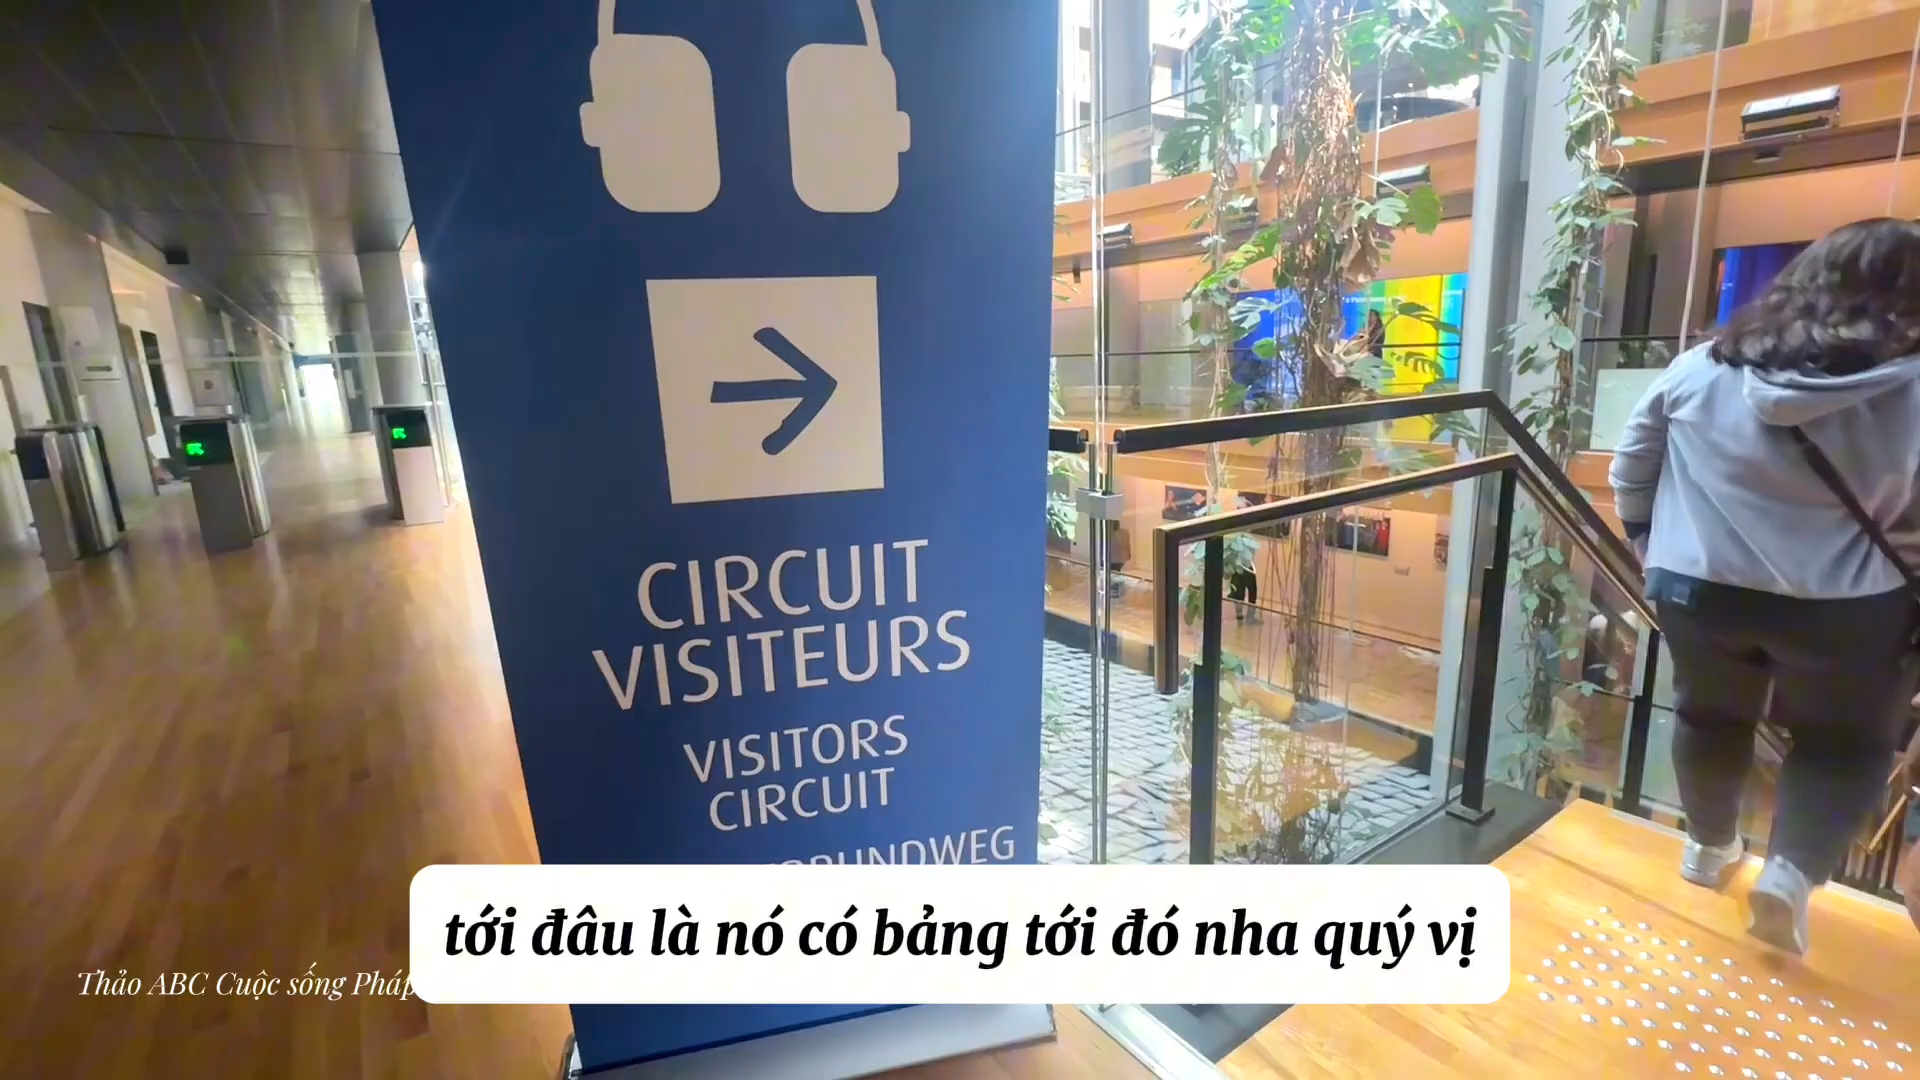 CIRCUIT
VISITEURS
VISITORS
CIRCUIT
tới đâu là nó có bảng tới đó nha quý vị
Thảo ABC Cuộc sống Pháp